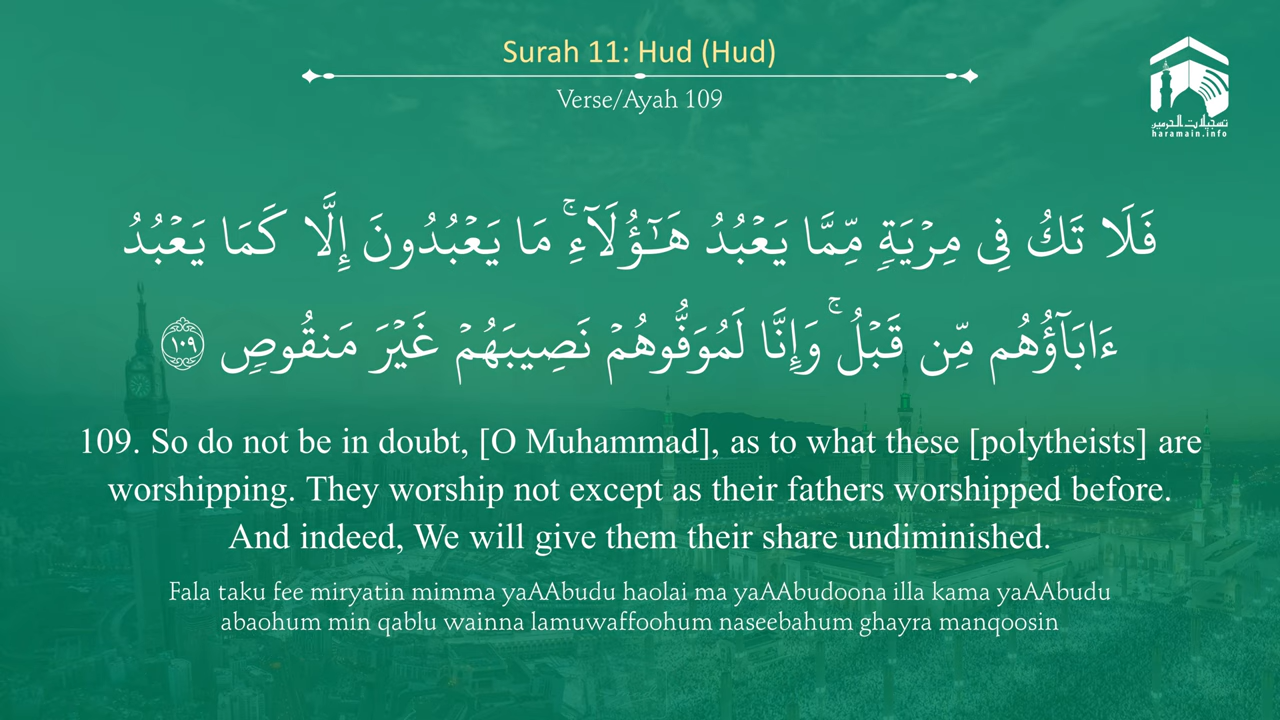 Surah 11: Hud (Hud)
Verse/Ayah 109
تسجيلات الحرمين
haramain.info
فَلَا تَكُ فِى مِرْيَةٍۢ مِّمَّا يَعْبُدُ هَـٰٓؤُلَآءِ ۚ مَا يَعْبُدُونَ إِلَّا كَمَا يَعْبُدُ
ءَابَآؤُهُم مِّن قَبْلُ ۚ وَإِنَّا لَمُوَفُّوهُمْ نَصِيبَهُمْ غَيْرَ مَنقُوصٍۢ ١٠٩
109. So do not be in doubt, [O Muhammad], as to what these [polytheists] are
worshipping. They worship not except as their fathers worshipped before.
And indeed, We will give them their share undiminished.
Fala taku fee miryatin mimma yaAAbudu haolai ma yaAAbudoona illa kama yaAAbudu
abaohum min qablu wainna lamuwaffoohum naseebahum ghayra manqoosin